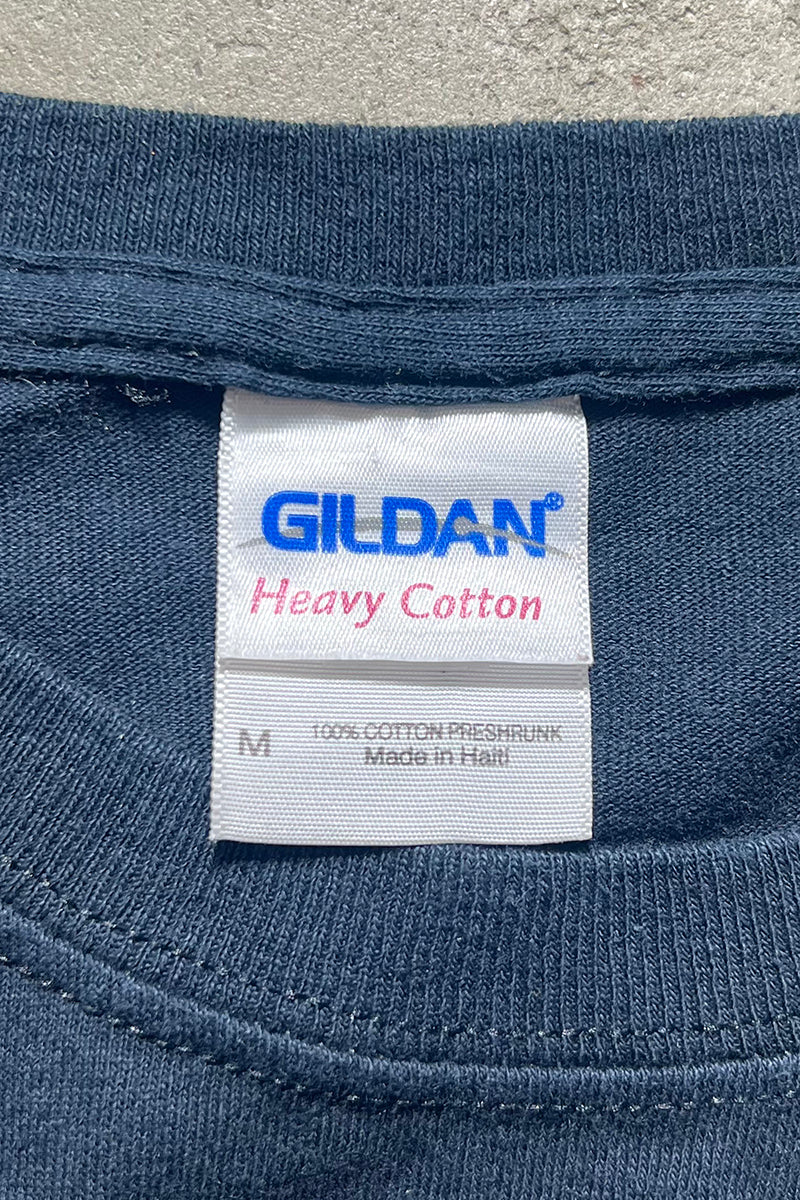 GILDAN®
Heavy Cotton
M 100% COTTON PRESHRUNK
Made in Haiti